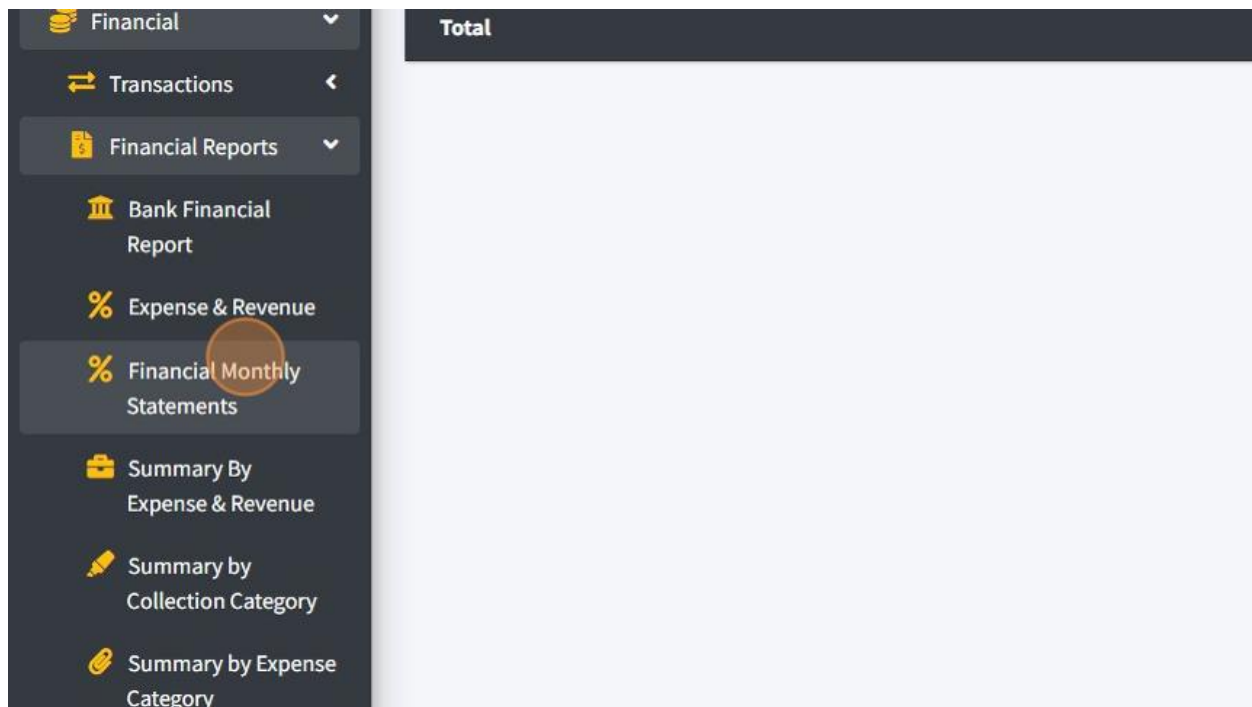 Financial
Total
Transactions
Financial Reports
Bank Financial
Report
Expense & Revenue
Financial Monthly
Statements
Summary By
Expense & Revenue
Summary by
Collection Category
Summary by Expense
Category